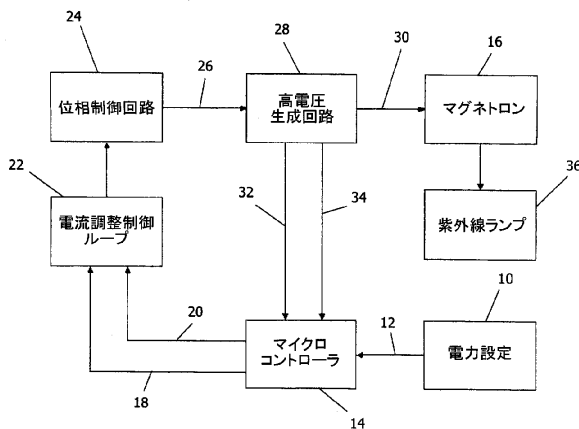 24
28
30
16
26
位相制御回路
高電圧
生成回路
マグネトロン
22
32
34
36
電流調整制御
ループ
紫外線ランプ
10
20
12
マイクロ
コントローラ
電力設定
18
14